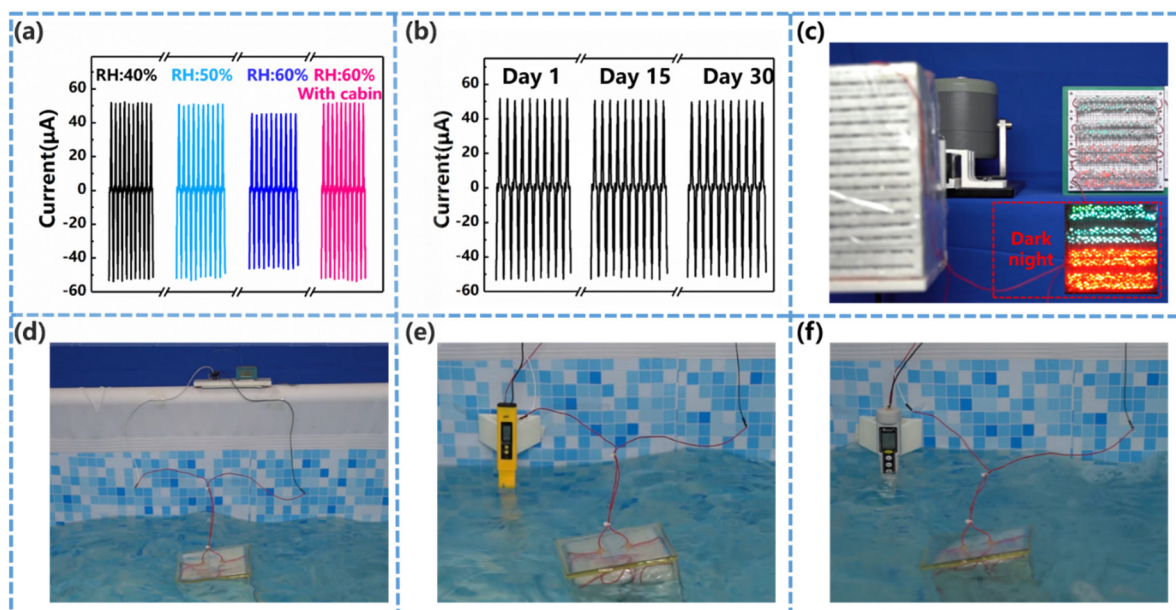 (a)
RH:40% RH:50% RH:60% RH:60%
With cabin
Current(μA)
60
40
20
0
-20
-40
-60
(b)
Day 1 Day 15 Day 30
Current(μA)
60
40
20
0
-20
-40
-60
(c)
Dark
night
(d)
(e)
(f)